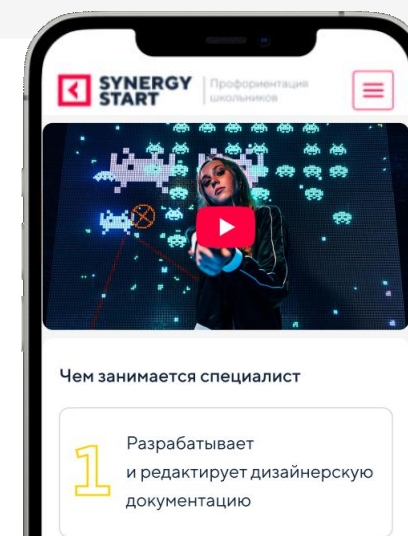 SYNERGY
START
Профориентация
школьников
Чем занимается специалист
1
Разрабатывает
и редактирует дизайнерскую
документацию